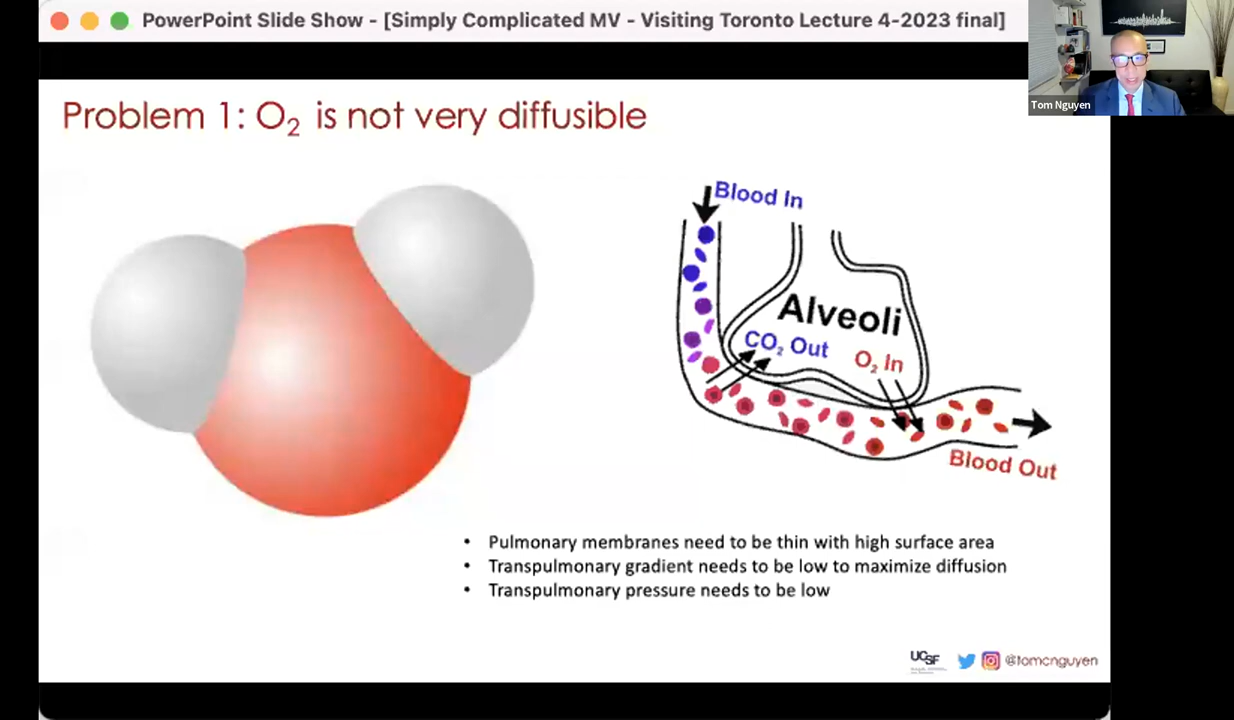 PowerPoint Slide Show - [Simply Complicated MV - Visiting Toronto Lecture 4-2023 final]
Tom Nguyen
Problem 1: O₂ is not very diffusible
Blood In
Alveoli
CO₂ Out
O₂ In
Blood Out
• Pulmonary membranes need to be thin with high surface area
• Transpulmonary gradient needs to be low to maximize diffusion
• Transpulmonary pressure needs to be low
UCSF
@tomcnguyen